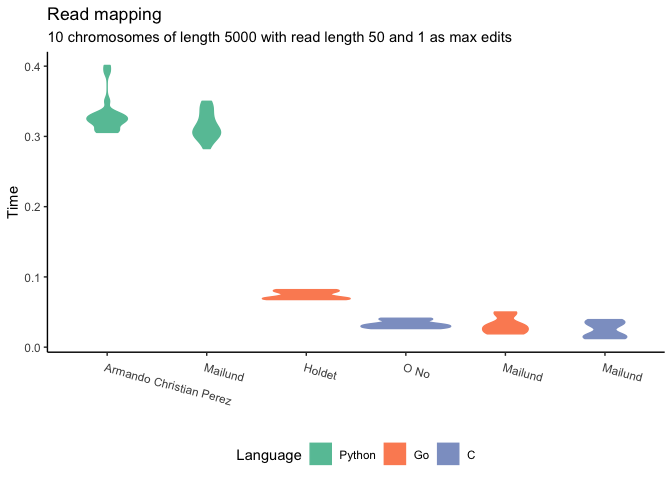 Read mapping
10 chromosomes of length 5000 with read length 50 and 1 as max edits
0.4
0.3
0.2
0.1
0.0
Time
Armando Christian Perez
Mailund
Holdet
O No
Mailund
Mailund
Language Python Go C